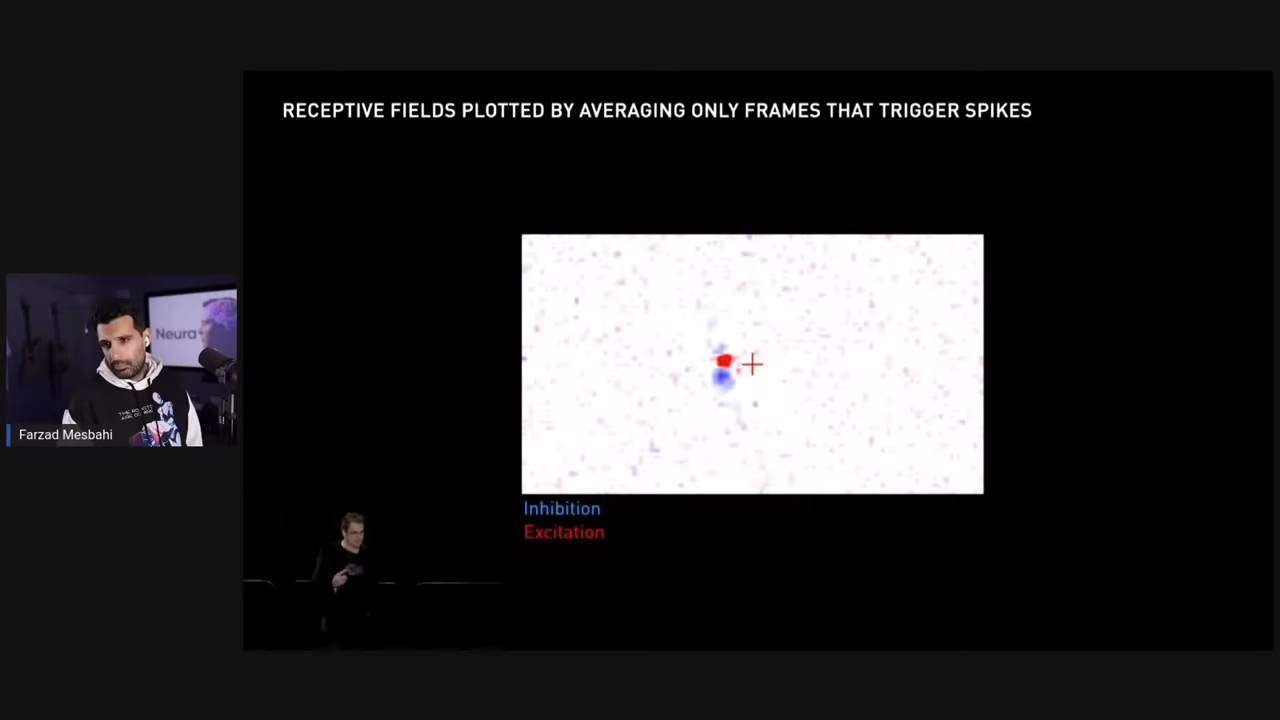 RECEPTIVE FIELDS PLOTTED BY AVERAGING ONLY FRAMES THAT TRIGGER SPIKES
Neura
Farzad Mesbahi
Inhibition
Excitation